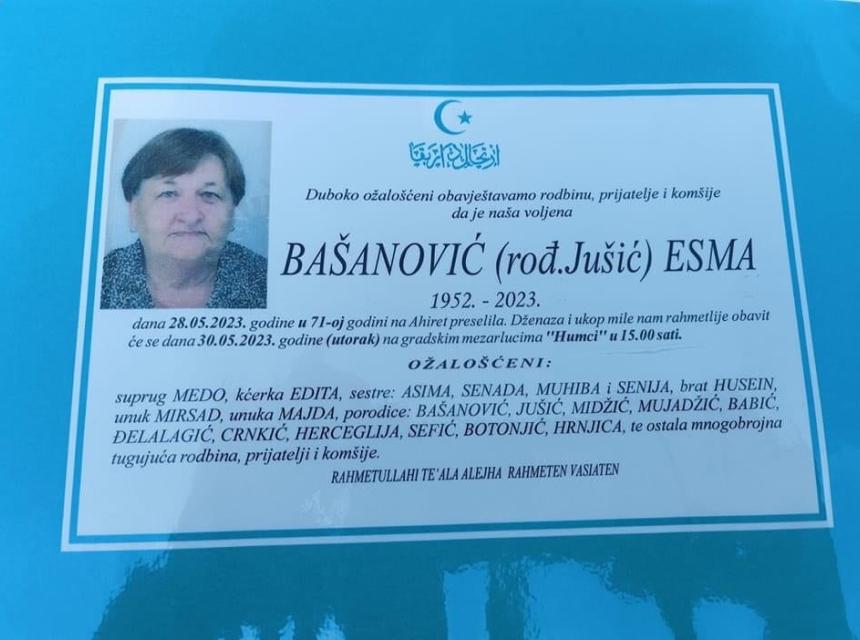 Duboko ožalošćeni obavještavamo rodbinu, prijatelje i komšije
da je naša voljena
BAŠANOVIĆ (rođ.Jušić) ESMA
1952. - 2023.
dana 28.05.2023. godine u 71-oj godini na Ahiret preselila. Dženaza i ukop mile nam rahmetlije obavit
će se dana 30.05.2023. godine (utorak) na gradskim mezarlucima "Humci" u 15.00 sati.
OŽALOŠĆENI:
suprug MEDO, kćerka EDITA, sestre: ASIMA, SENADA, MUHIBA i SENIJA, brat HUSEIN,
unuk MIRSAD, unuka MAJDA, porodice: BAŠANOVIĆ, JUŠIĆ, MIDŽIĆ, MUJADŽIĆ, BABIĆ,
ĐELALAGIĆ, CRNKIĆ, HERCEGLIJA, SEFIĆ, BOTONJIĆ, HRNJICA, te ostala mnogobrojna
tugujuća rodbina, prijatelji i komšije.
RAHMETULLAHI TE'ALA ALEJHA RAHMETEN VASIATEN